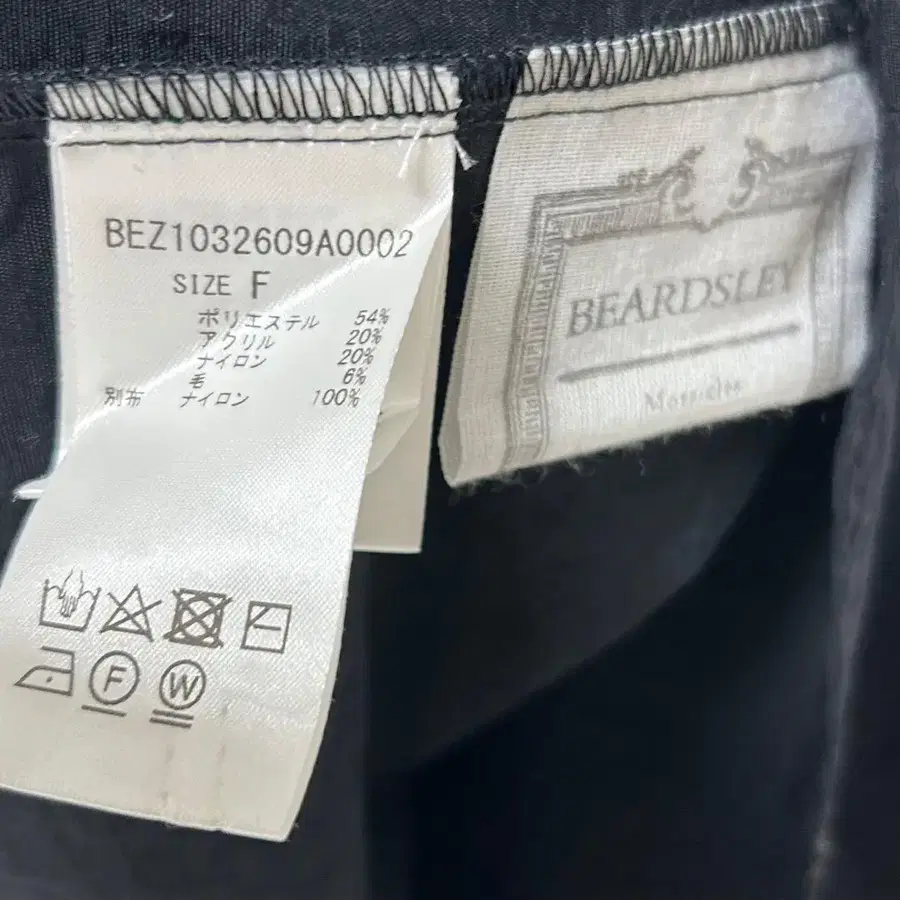 BEZ1032609A0002
SIZE F
ポリエステル 54%
アクリル 20%
ナイロン 20%
毛 6%
別布 ナイロン 100%
F
W
BEARDSLEY